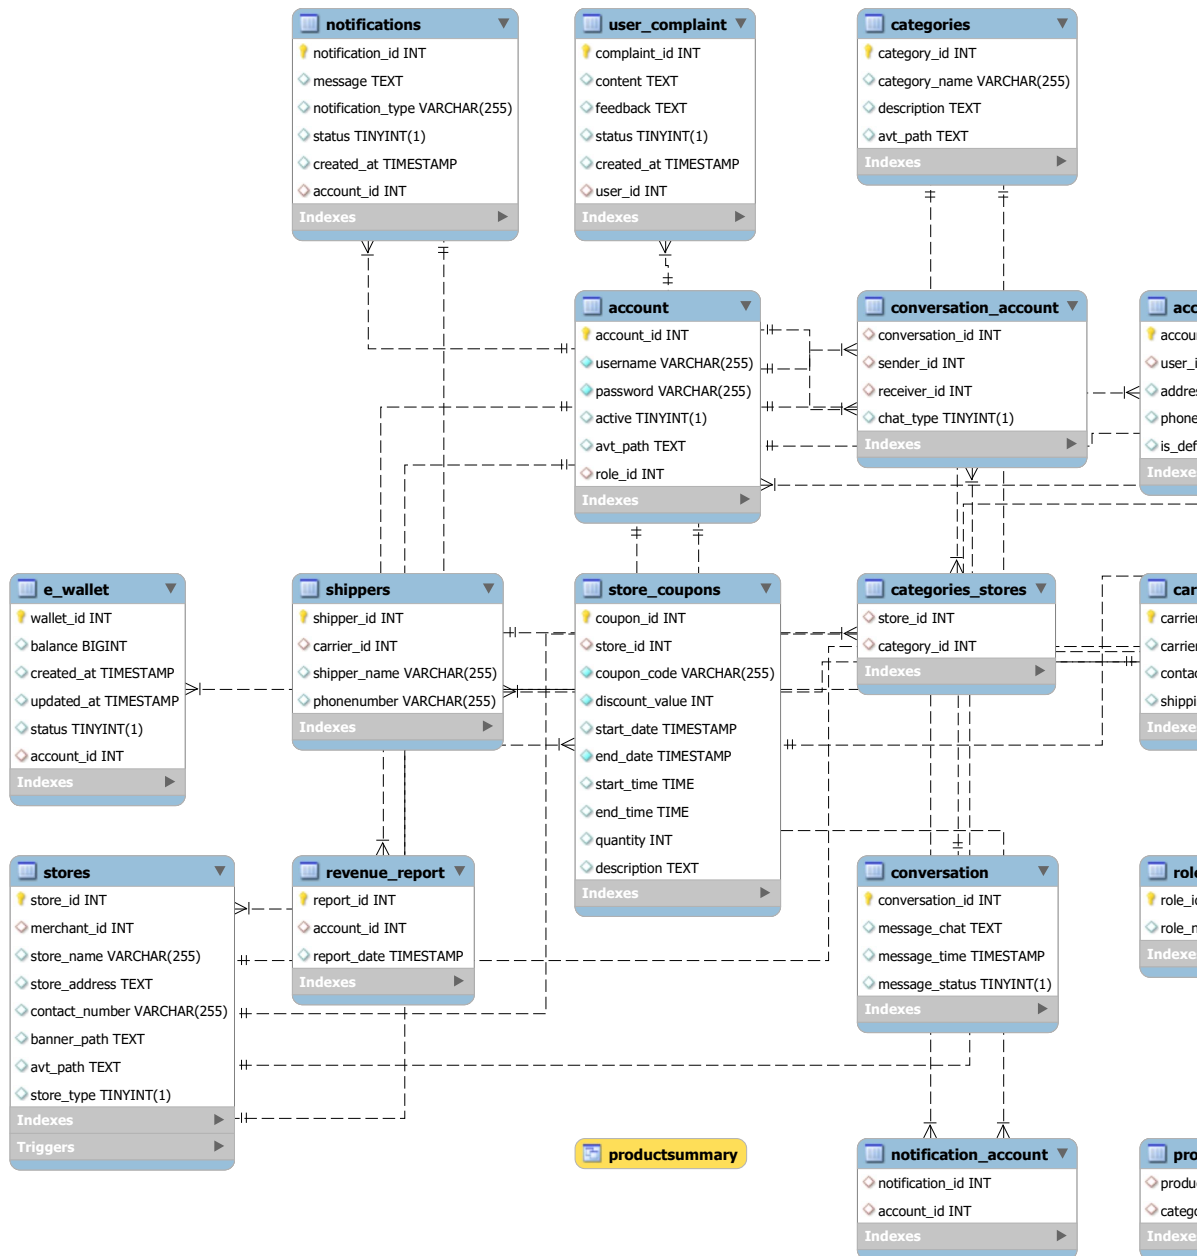 notifications
notification_id INT
message TEXT
notification_type VARCHAR(255)
status TINYINT(1)
created_at TIMESTAMP
account_id INT
Indexes
user_complaint
complaint_id INT
content TEXT
feedback TEXT
status TINYINT(1)
created_at TIMESTAMP
user_id INT
Indexes
categories
category_id INT
category_name VARCHAR(255)
description TEXT
avt_path TEXT
Indexes
account
account_id INT
username VARCHAR(255)
password VARCHAR(255)
active TINYINT(1)
avt_path TEXT
role_id INT
Indexes
conversation_account
conversation_id INT
sender_id INT
receiver_id INT
chat_type TINYINT(1)
Indexes
e_wallet
wallet_id INT
balance BIGINT
created_at TIMESTAMP
updated_at TIMESTAMP
status TINYINT(1)
account_id INT
Indexes
shippers
shipper_id INT
carrier_id INT
shipper_name VARCHAR(255)
phonenumber VARCHAR(255)
Indexes
store_coupons
coupon_id INT
store_id INT
coupon_code VARCHAR(255)
discount_value INT
start_date TIMESTAMP
end_date TIMESTAMP
start_time TIME
end_time TIME
quantity INT
description TEXT
Indexes
categories_stores
store_id INT
category_id INT
Indexes
stores
store_id INT
merchant_id INT
store_name VARCHAR(255)
store_address TEXT
contact_number VARCHAR(255)
banner_path TEXT
avt_path TEXT
store_type TINYINT(1)
Indexes
Triggers
revenue_report
report_id INT
account_id INT
report_date TIMESTAMP
Indexes
conversation
conversation_id INT
message_chat TEXT
message_time TIMESTAMP
message_status TINYINT(1)
Indexes
productsummary
notification_account
notification_id INT
account_id INT
Indexes